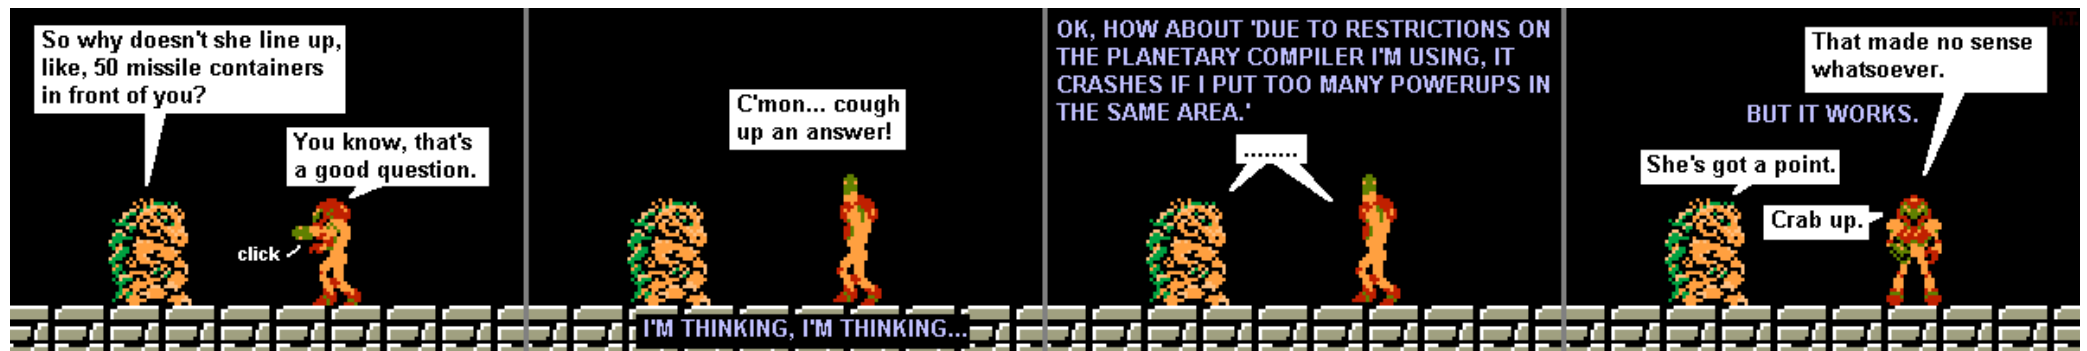 So why doesn't she line up,
like, 50 missile containers
in front of you?
You know, that's
a good question.
click
C'mon... cough
up an answer!
I'M THINKING, I'M THINKING...
OK, HOW ABOUT 'DUE TO RESTRICTIONS ON
THE PLANETARY COMPILER I'M USING, IT
CRASHES IF I PUT TOO MANY POWERUPS IN
THE SAME AREA.'
........
That made no sense
whatsoever.
BUT IT WORKS.
She's got a point.
Crab up.